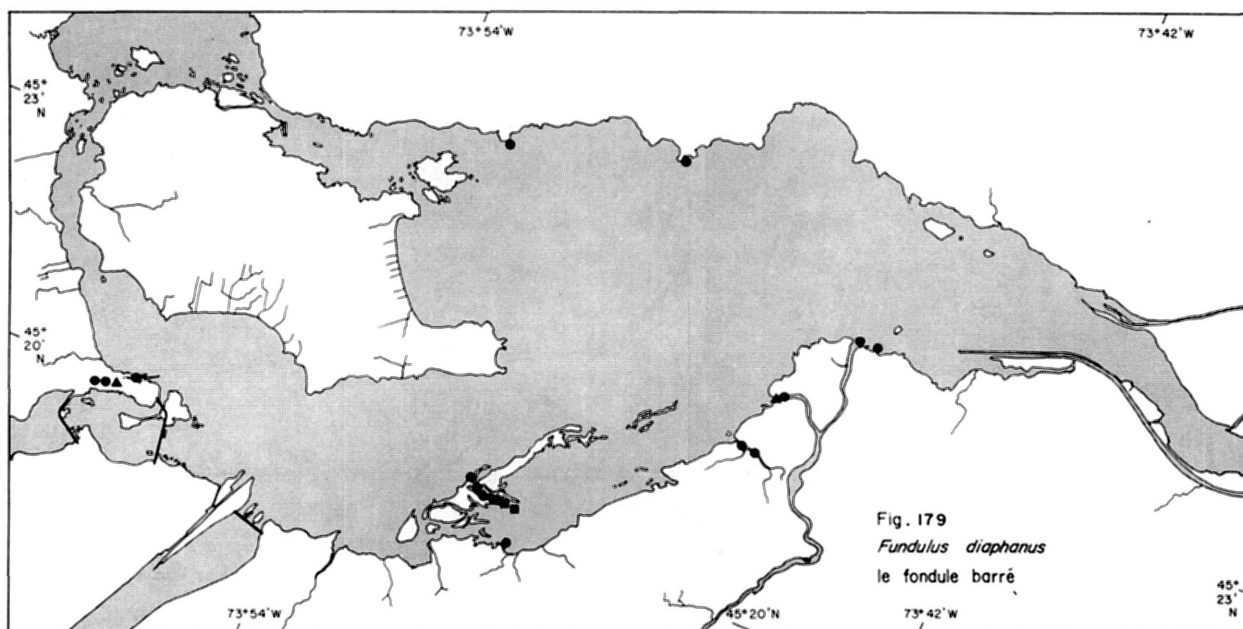 73°54'W
73°42'W
45°
23'
N
45°
20'
N
Fig. 179
Fundulus diaphanus
le fondule barré
73°54'W
45°20'N
73°42'W
45°
23'
N